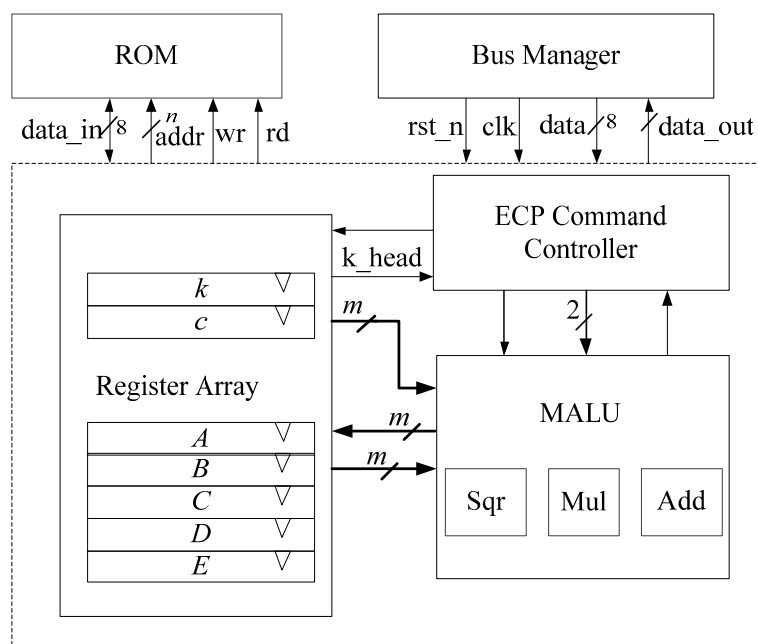 ROM
Bus Manager
data_in
8
n
addr
wr
rd
rst_n
clk
data
8
data_out
ECP Command
Controller
k_head
k
c
m
2
Register Array
MALU
A
B
C
D
E
m
m
Sqr
Mul
Add